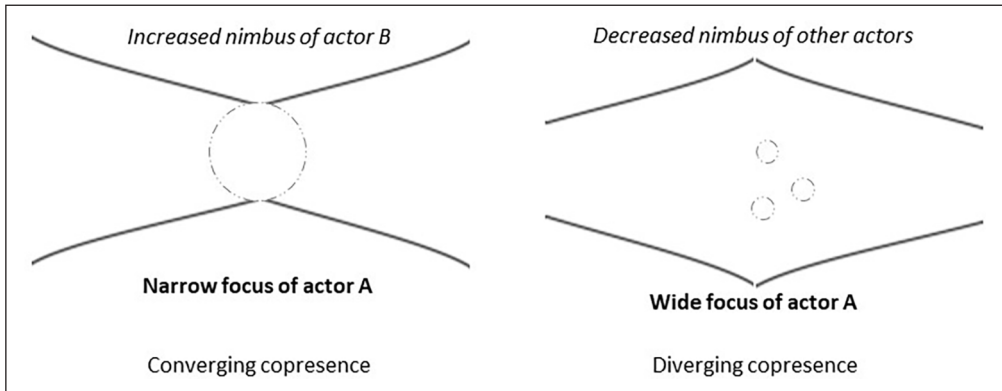 Increased nimbus of actor B
Narrow focus of actor A
Converging copresence
Decreased nimbus of other actors
Wide focus of actor A
Diverging copresence